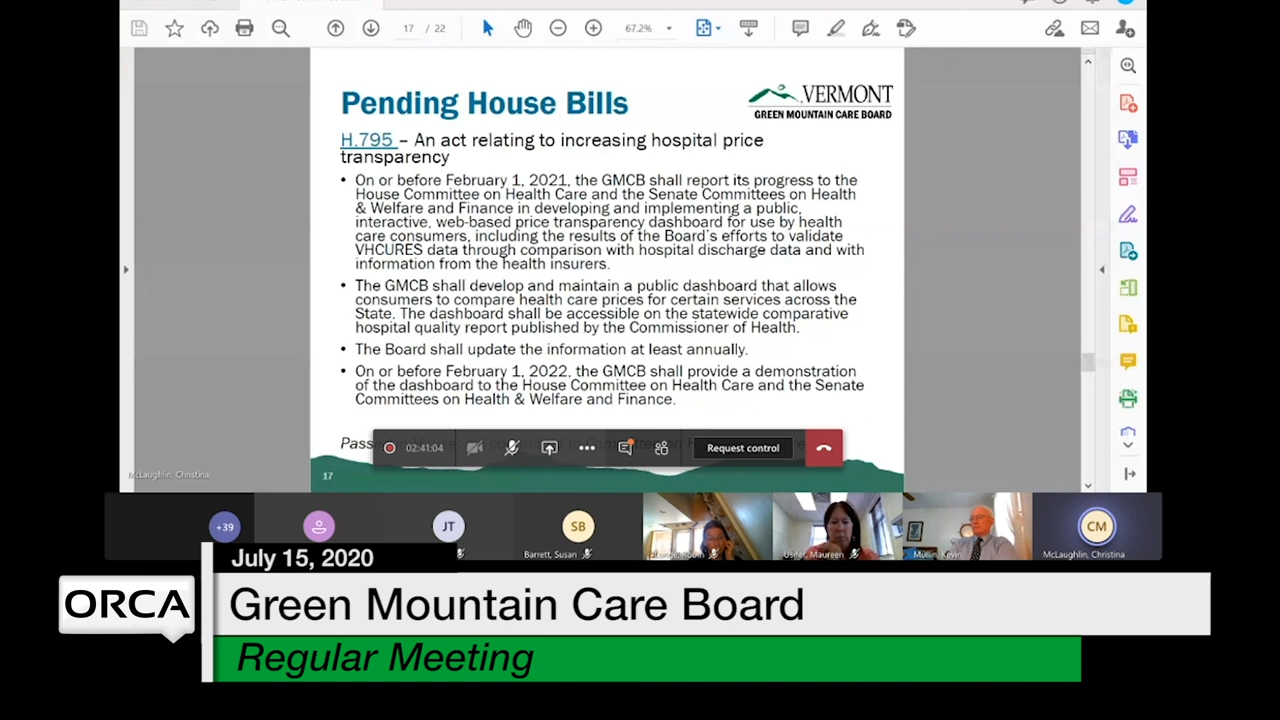 17 / 22
67.2%
Pending House Bills
VERMONT
GREEN MOUNTAIN CARE BOARD
H.795 – An act relating to increasing hospital price
transparency
• On or before February 1, 2021, the GMCB shall report its progress to the
House Committee on Health Care and the Senate Committees on Health
& Welfare and Finance in developing and implementing a public,
interactive, web-based price transparency dashboard for use by health
care consumers, including the results of the Board's efforts to validate
VHCURES data through comparison with hospital discharge data and with
information from the health insurers.
• The GMCB shall develop and maintain a public dashboard that allows
consumers to compare health care prices for certain services across the
State. The dashboard shall be accessible on the statewide comparative
hospital quality report published by the Commissioner of Health.
• The Board shall update the information at least annually.
• On or before February 1, 2022, the GMCB shall provide a demonstration
of the dashboard to the House Committee on Health Care and the Senate
Committees on Health & Welfare and Finance.
02:41:04
Request control
McLaughlin, Christina
17
+39
JT
SB
CM
Barrett, Susan
Usifer, Maureen
Mullin, Kevin
McLaughlin, Christina
July 15, 2020
ORCA
Green Mountain Care Board
Regular Meeting